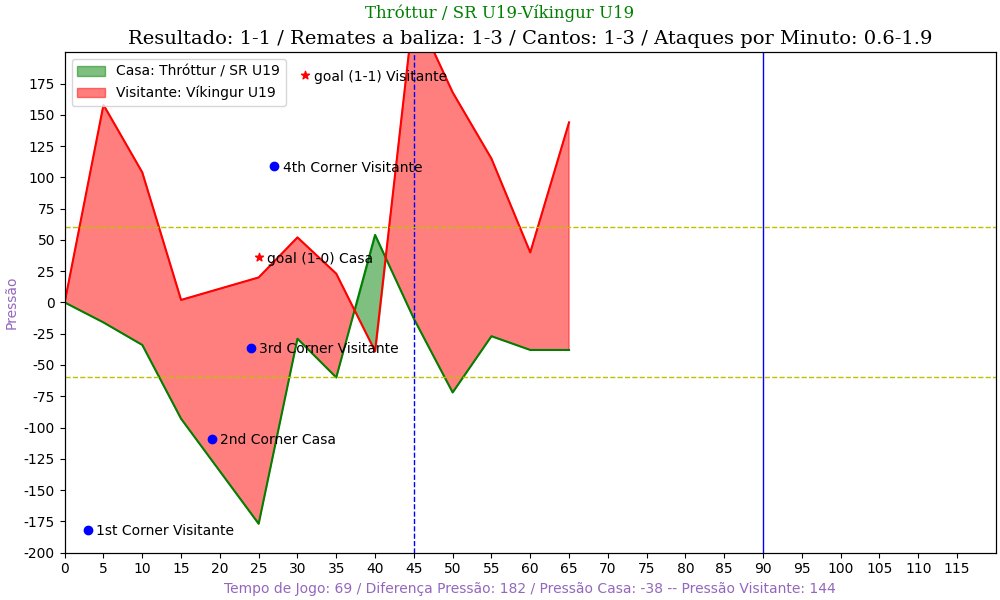 Thróttur / SR U19-Víkingur U19
Resultado: 1-1 / Remates a baliza: 1-3 / Cantos: 1-3 / Ataques por Minuto: 0.6-1.9
Casa: Thróttur / SR U19
Visitante: Víkingur U19
goal (1-1) Visitante
4th Corner Visitante
goal (1-0) Casa
3rd Corner Visitante
2nd Corner Casa
1st Corner Visitante
Pressão
175
150
125
100
75
50
25
0
-25
-50
-75
-100
-125
-150
-175
-200
0 5 10 15 20 25 30 35 40 45 50 55 60 65 70 75 80 85 90 95 100 105 110 115
Tempo de Jogo: 69 / Diferença Pressão: 182 / Pressão Casa: -38 -- Pressão Visitante: 144